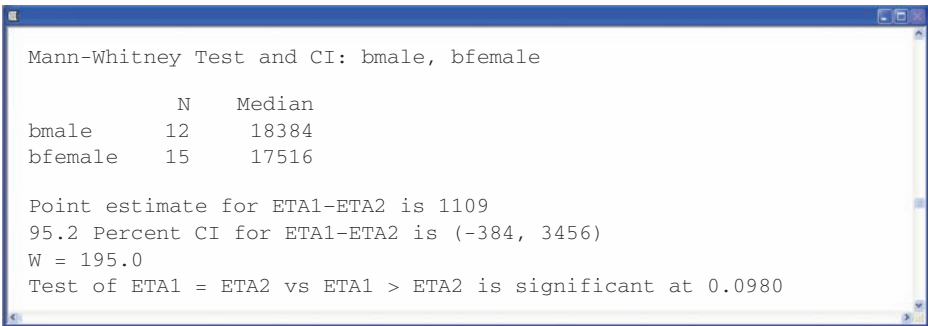 Mann-Whitney Test and CI: bmale, bfemale
N Median
bmale 12 18384
bfemale 15 17516
Point estimate for ETA1-ETA2 is 1109
95.2 Percent CI for ETA1-ETA2 is (-384, 3456)
W = 195.0
Test of ETA1 = ETA2 vs ETA1 > ETA2 is significant at 0.0980